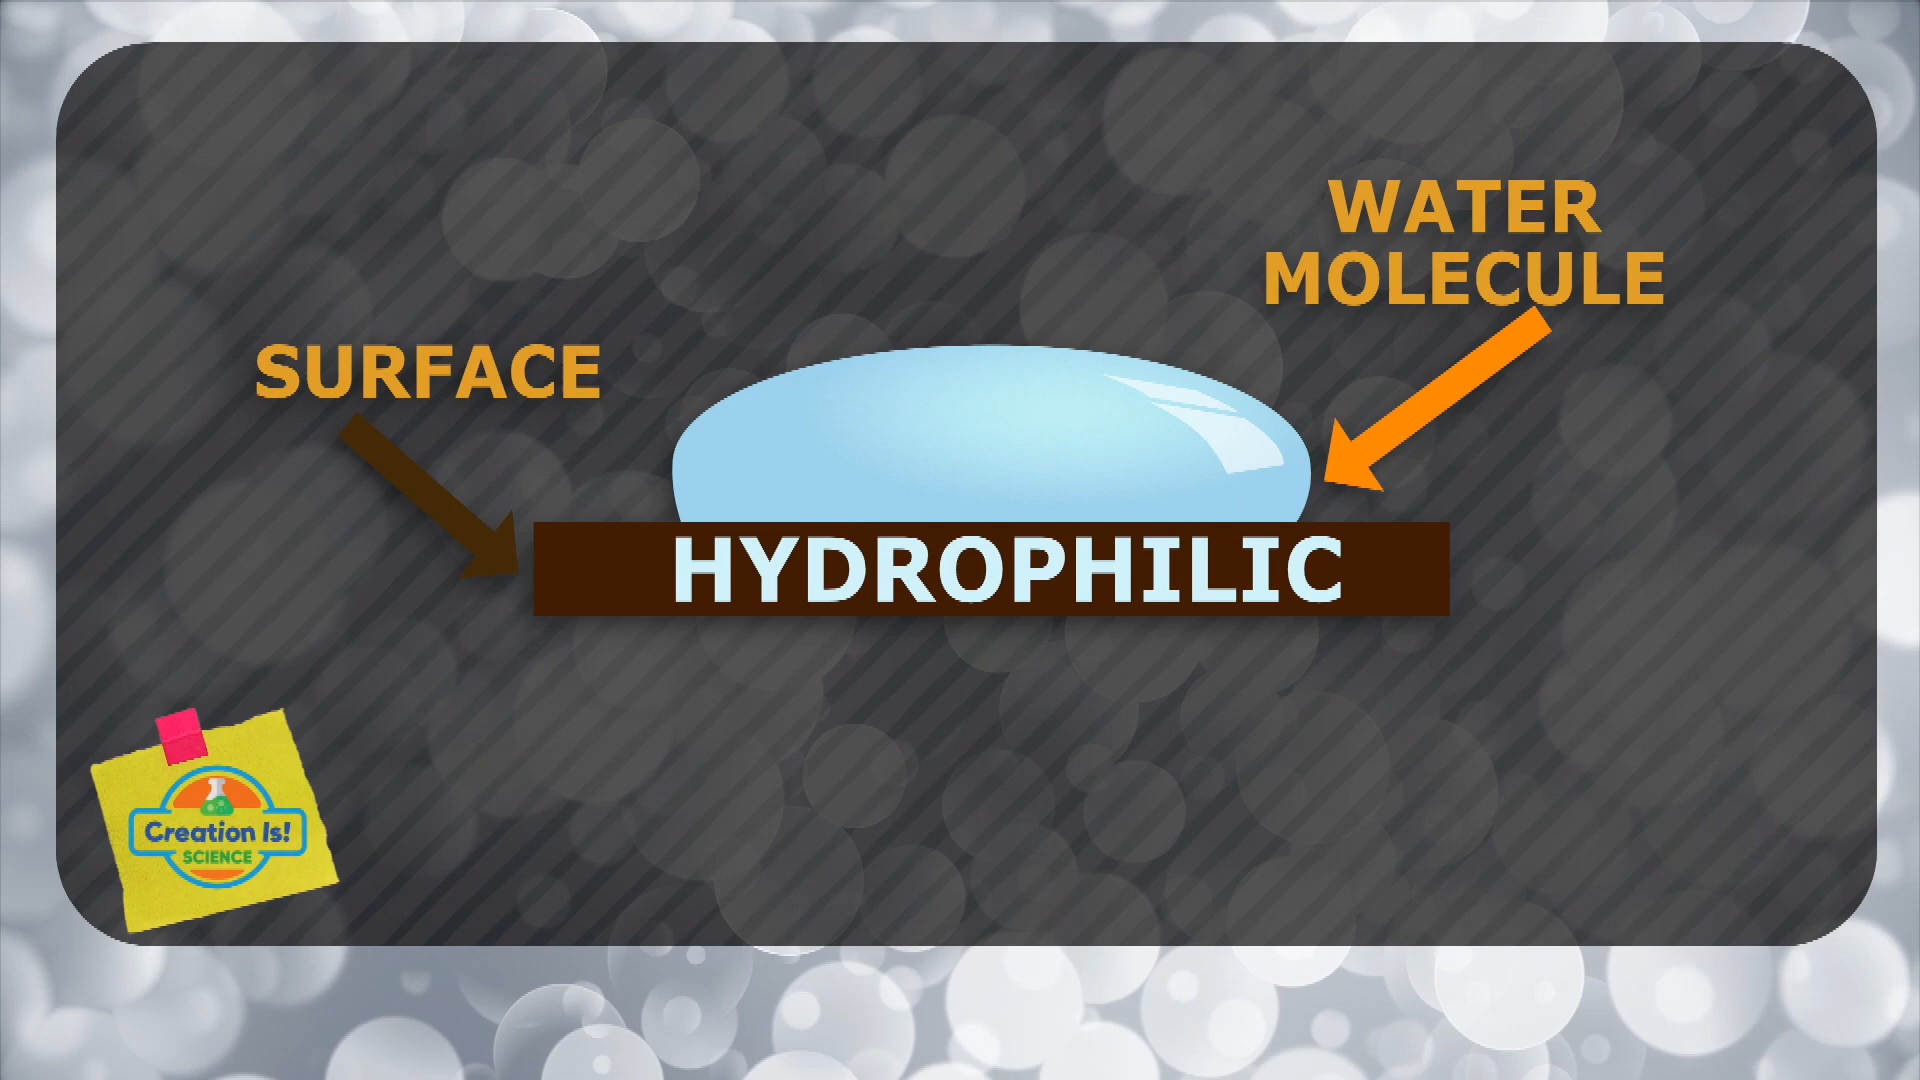 WATER
MOLECULE
SURFACE
HYDROPHILIC
Creation Is!
SCIENCE